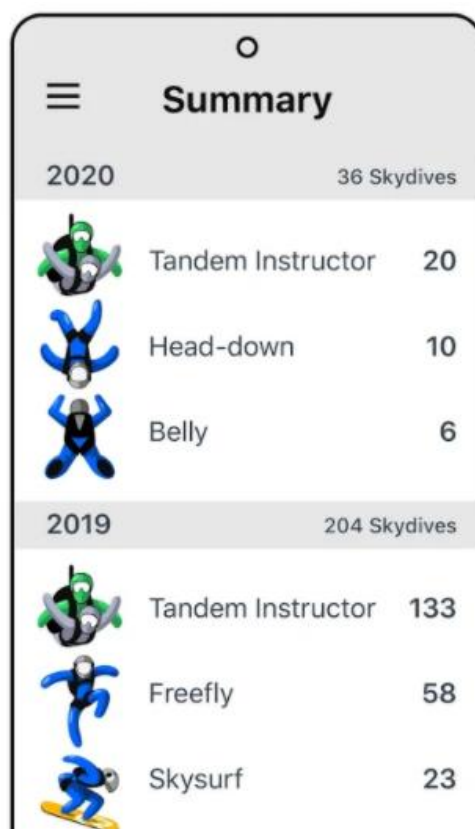 Summary
2020 36 Skydives
Tandem Instructor 20
Head-down 10
Belly 6
2019 204 Skydives
Tandem Instructor 133
Freefly 58
Skysurf 23